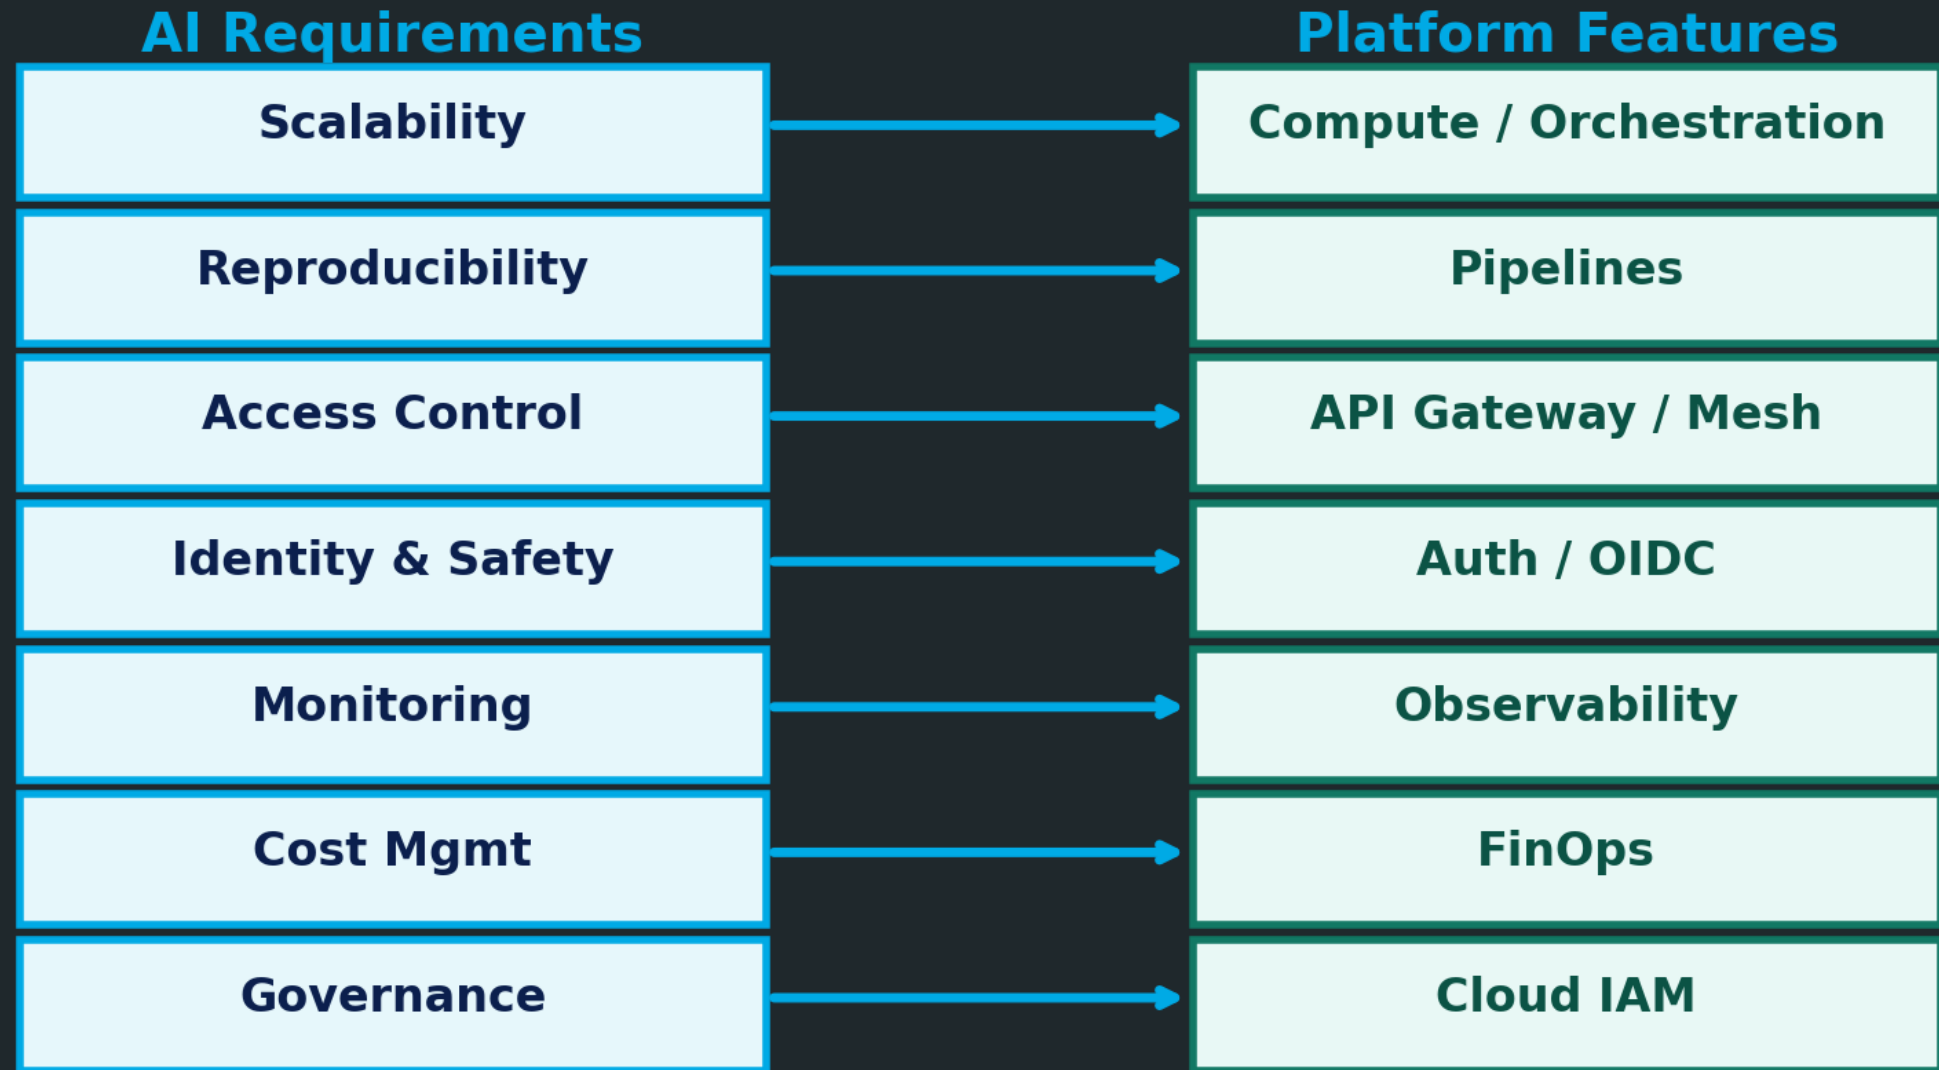 AI Requirements
Platform Features
Scalability
Compute / Orchestration
Reproducibility
Pipelines
Access Control
API Gateway / Mesh
Identity & Safety
Auth / OIDC
Monitoring
Observability
Cost Mgmt
FinOps
Governance
Cloud IAM